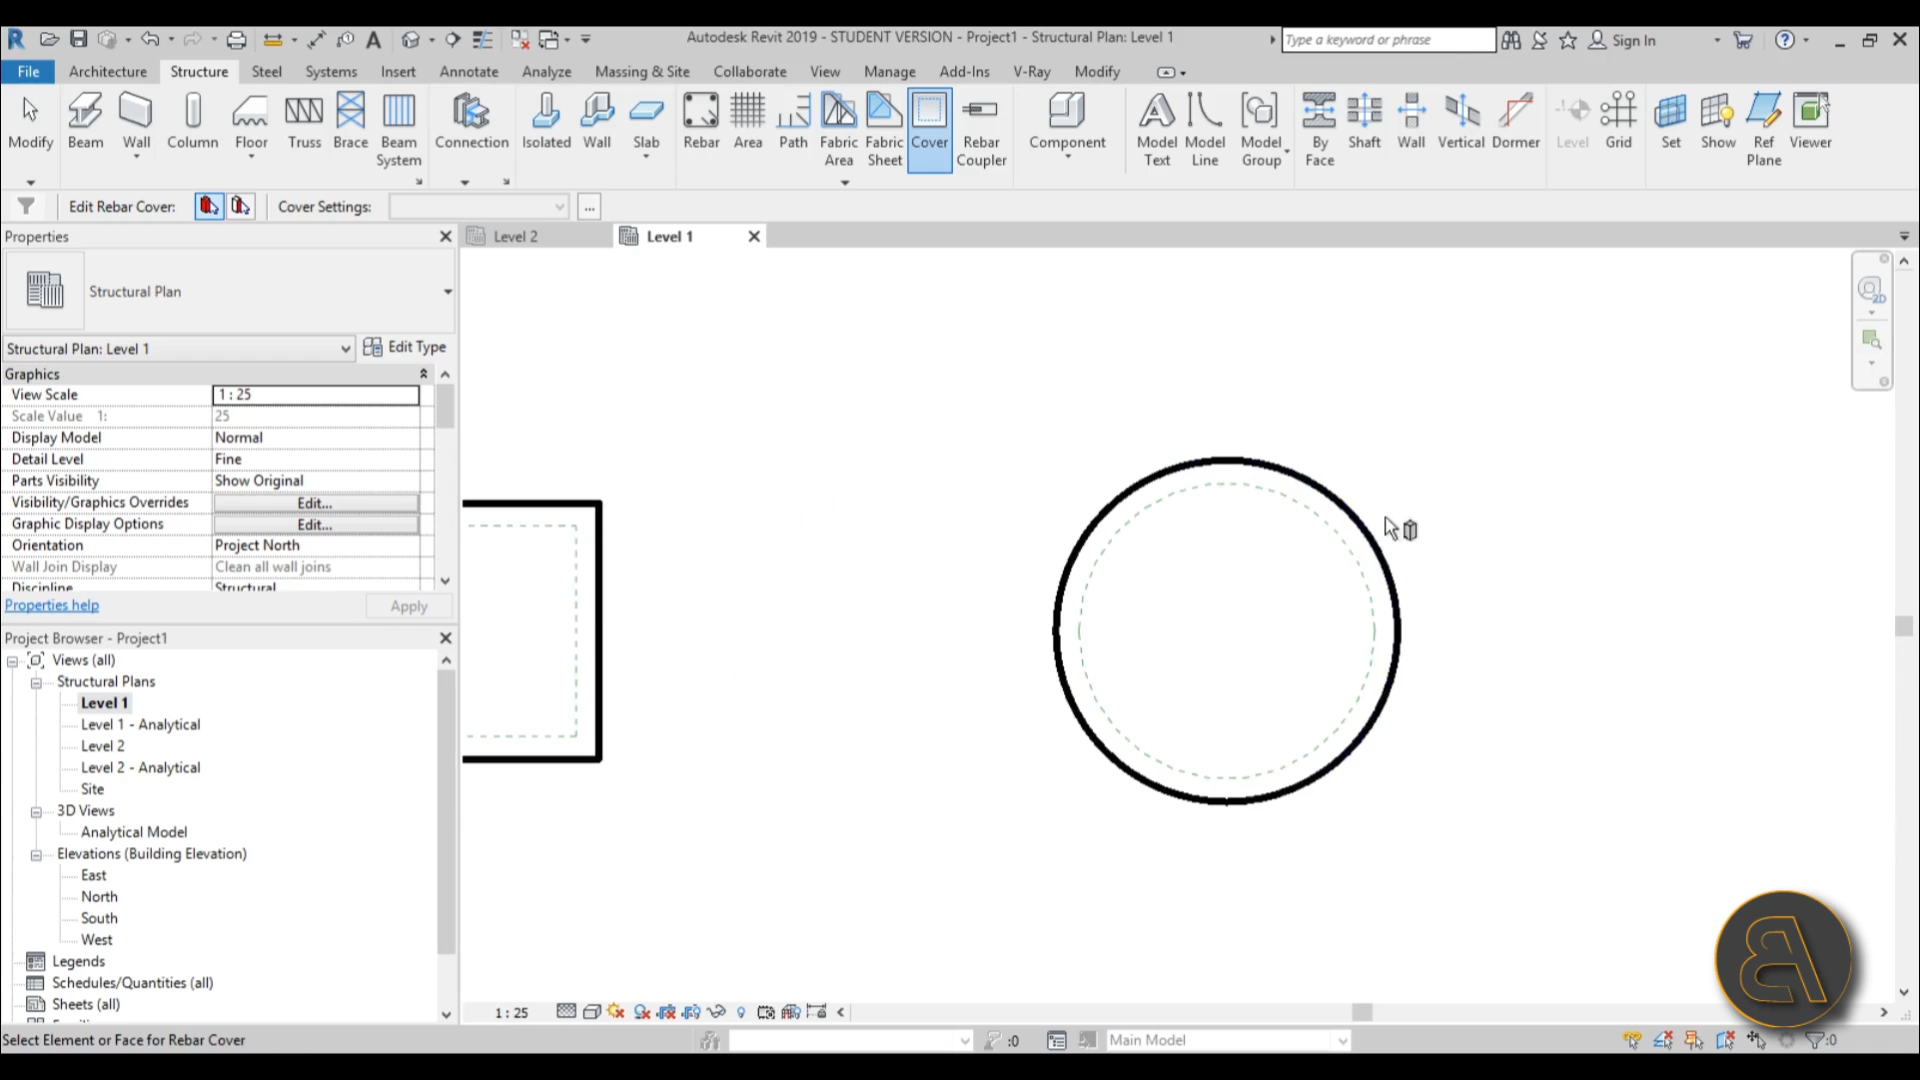 Autodesk Revit 2019 - STUDENT VERSION - Project1 - Structural Plan: Level 1
Type a keyword or phrase
Sign In
File Architecture Structure Steel Systems Insert Annotate Analyze Massing & Site Collaborate View Manage Add-Ins V-Ray Modify
Modify Beam Wall Column Floor Truss Brace Beam System Connection Isolated Wall Slab Rebar Area Path Fabric Area Fabric Sheet Cover Rebar Coupler Component Model Text Model Line Model Group By Face Shaft Wall Vertical Dormer Level Grid Set Show Ref Plane Viewer
Edit Rebar Cover: Cover Settings: ...
Properties
Level 2 Level 1
2D
Structural Plan
Structural Plan: Level 1 Edit Type
Graphics
View Scale 1 : 25
Scale Value 1: 25
Display Model Normal
Detail Level Fine
Parts Visibility Show Original
Visibility/Graphics Overrides Edit...
Graphic Display Options Edit...
Orientation Project North
Wall Join Display Clean all wall joins
Discipline Structural
Properties help Apply
Project Browser - Project1
Views (all)
Structural Plans
Level 1
Level 1 - Analytical
Level 2
Level 2 - Analytical
Site
3D Views
Analytical Model
Elevations (Building Elevation)
East
North
South
West
Legends
Schedules/Quantities (all)
Sheets (all)
1 : 25
Select Element or Face for Rebar Cover
:0
Main Model
:0